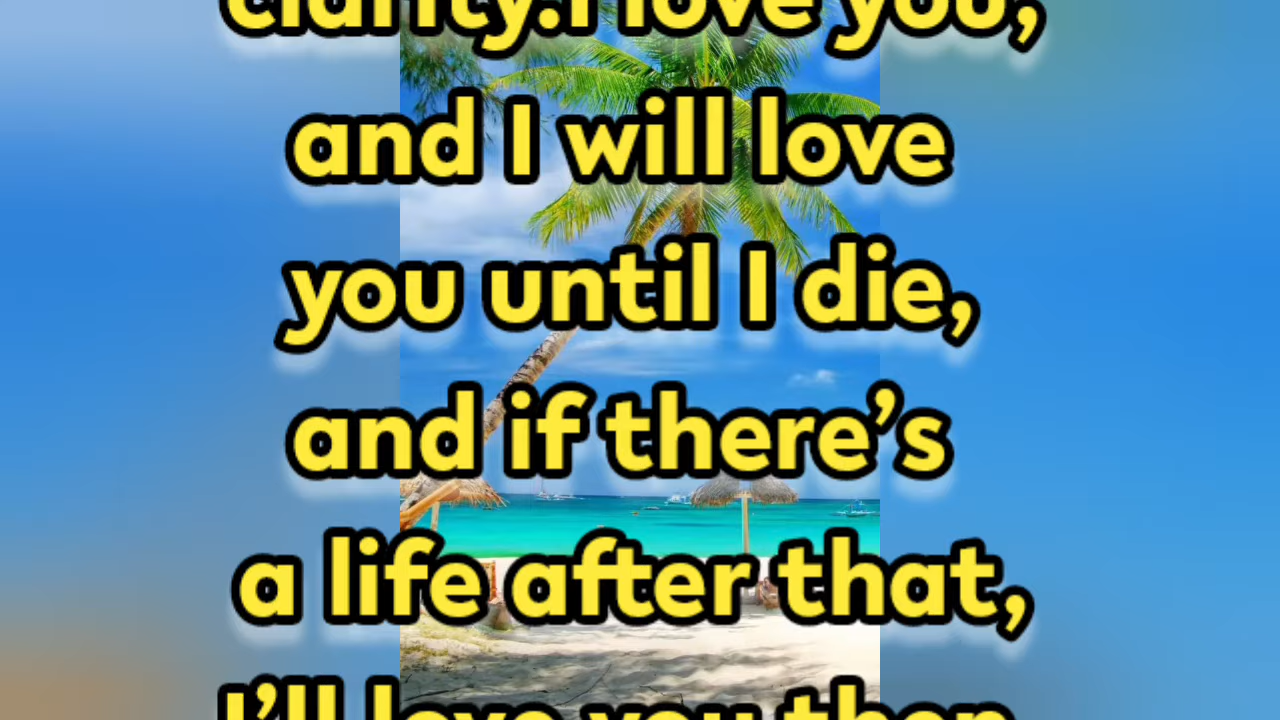 clarity.I love you,
and I will love
you until I die,
and if there’s
a life after that,
I’ll love you then.